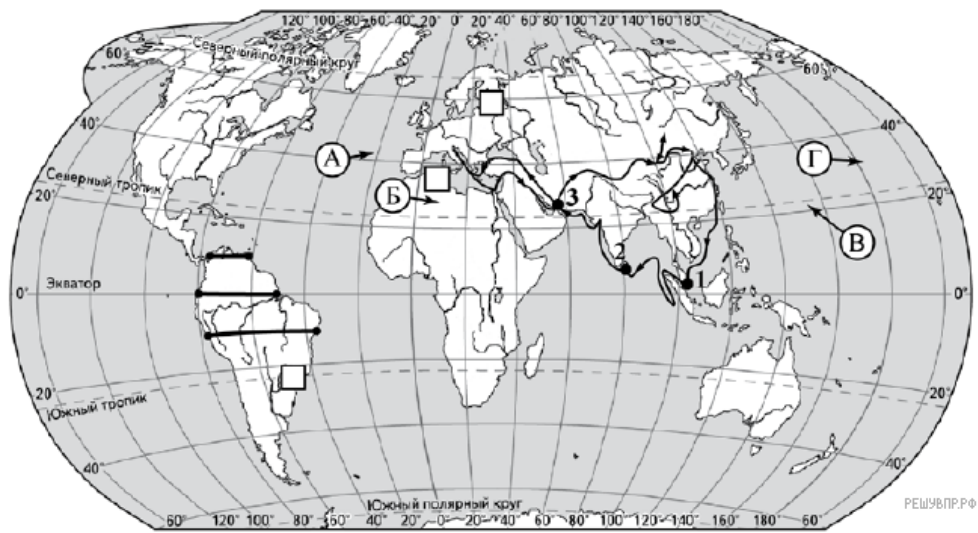 120° 100° 80° 60° 40° 20° 0° 20° 40° 60° 80° 100° 120° 140° 160° 180°
Северный полярный круг
60° 60°
40° 40°
А Г
3
Северный тропик
20° 20°
Б
В
2
1
Экватор
0° 0°
20° 20°
Южный тропик
40° 40°
Южный полярный круг
РЕШУВПР.РФ
60° 120° 100° 80° 60° 40° 20° 0° 20° 40° 60° 80° 100° 120° 140° 160° 180° 60°